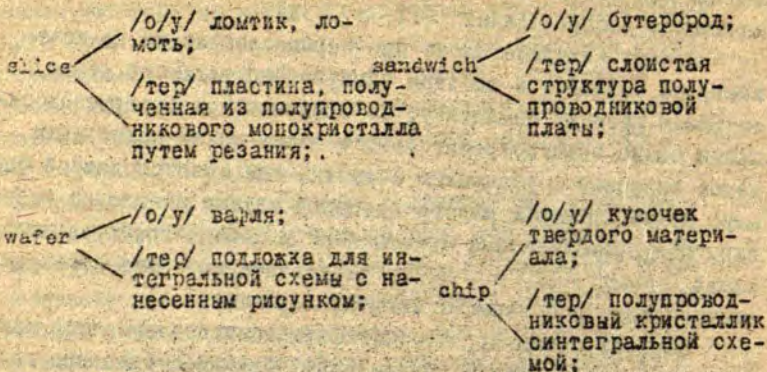 slice
/о/у/ ломтик, ло-
моть;
/тер/ пластина, полу-
ченная из полупровод-
никового монокристалла
путем резания;.
sandwich
/о/у/ бутерброд;
/тер/ слоистая
структура полу-
проводниковой
платы;
wafer
/о/у/ вафля;
/тер/ подложка для ин-
тегральной схемы с на-
несенным рисунком;
chip
/о/у/ кусочек
твердого матери-
ала;
/тер/ полупровод-
никовый кристаллик
синтегральной схе-
мой;